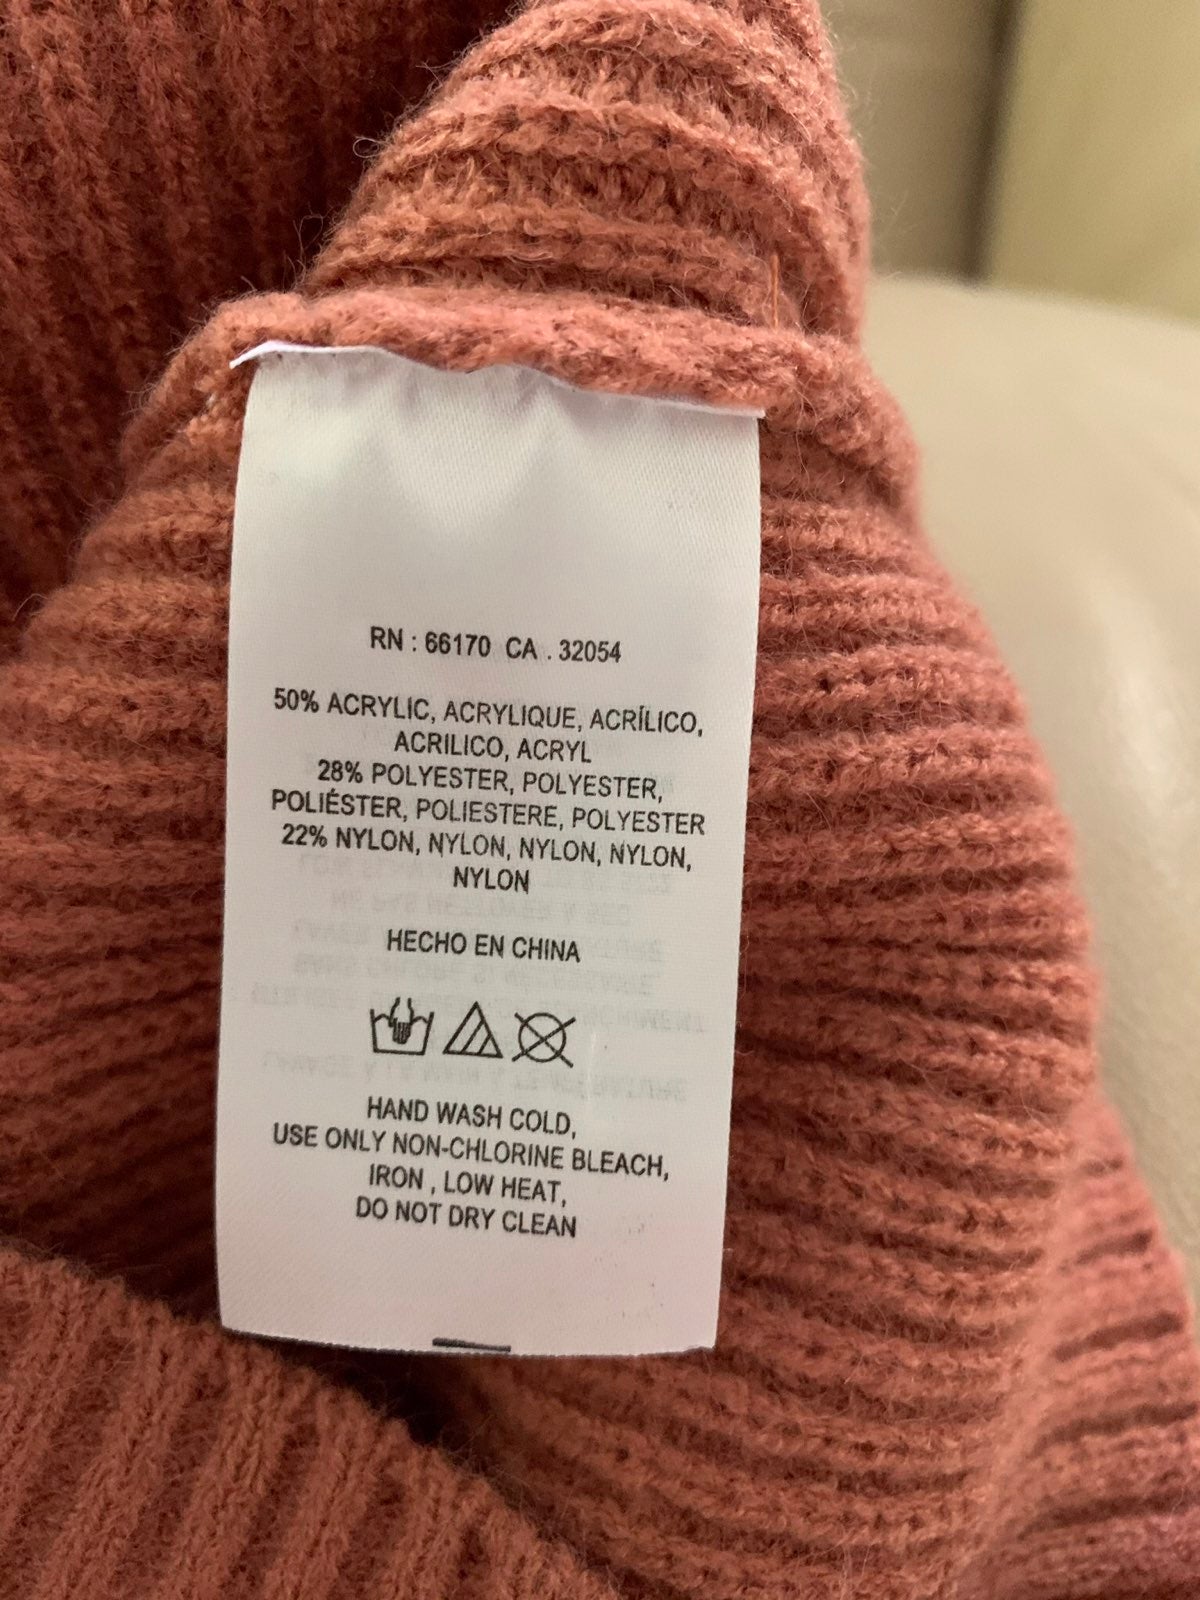 RN : 66170 CA . 32054
50% ACRYLIC, ACRYLIQUE, ACRÍLICO,
ACRILICO, ACRYL
28% POLYESTER, POLYESTER,
POLIÉSTER, POLIESTERE, POLYESTER
22% NYLON, NYLON, NYLON, NYLON,
NYLON
HECHO EN CHINA
HAND WASH COLD,
USE ONLY NON-CHLORINE BLEACH,
IRON , LOW HEAT,
DO NOT DRY CLEAN